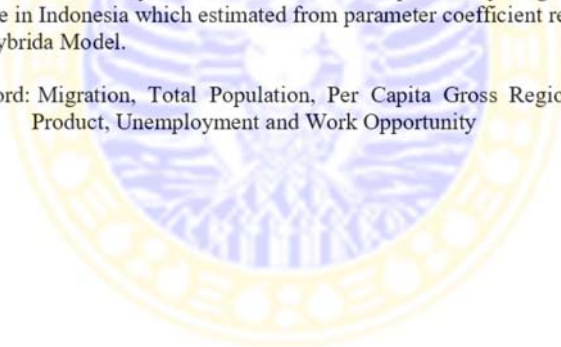 e in Indonesia which estimated from parameter coefficient re
ybrida Model.
ord: Migration, Total Population, Per Capita Gross Regio
Product, Unemployment and Work Opportunity